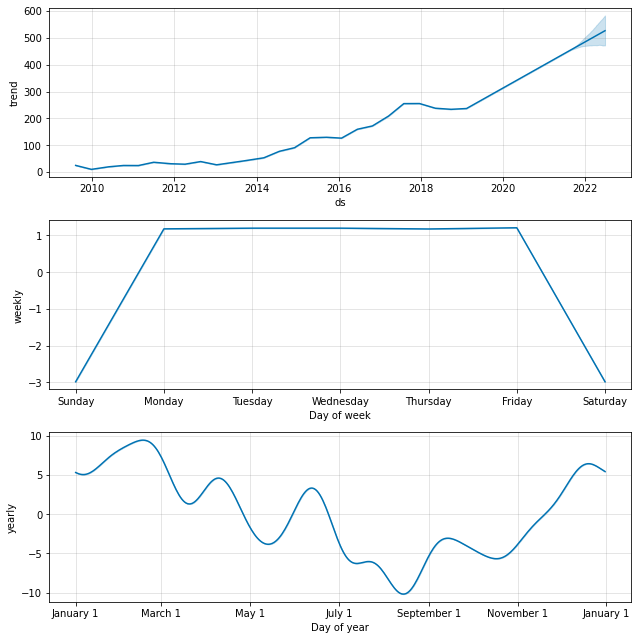 600
500
400
300
200
100
0
trend
2010 2012 2014 2016 2018 2020 2022
ds
1
0
−1
−2
−3
weekly
Sunday Monday Tuesday Wednesday Thursday Friday Saturday
Day of week
10
5
0
−5
−10
yearly
January 1 March 1 May 1 July 1 September 1 November 1 January 1
Day of year